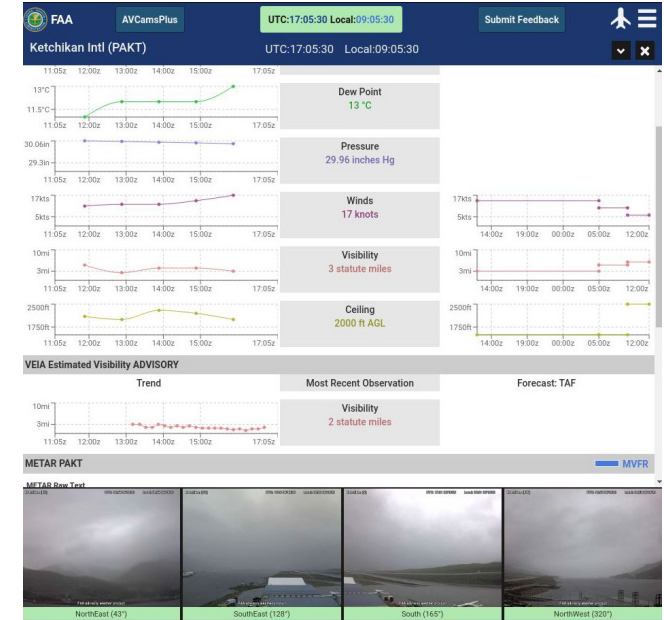 FAA AVCamsPlus UTC:17:05:30 Local:09:05:30 Submit Feedback
Ketchikan Intl (PAKT) UTC:17:05:30 Local:09:05:30
11:05z 12:00z 13:00z 14:00z 15:00z 17:05z
13°C
11.5°C
11:05z 12:00z 13:00z 14:00z 15:00z 17:05z
Dew Point
13 °C
30.06in
29.3in
11:05z 12:00z 13:00z 14:00z 15:00z 17:05z
Pressure
29.96 inches Hg
17kts
5kts
11:05z 12:00z 13:00z 14:00z 15:00z 17:05z
Winds
17 knots
17kts
5kts
14:00z 19:00z 00:00z 05:00z 12:00z
10mi
3mi
11:05z 12:00z 13:00z 14:00z 15:00z 17:05z
Visibility
3 statute miles
10mi
3mi
14:00z 19:00z 00:00z 05:00z 12:00z
2500ft
1750ft
11:05z 12:00z 13:00z 14:00z 15:00z 17:05z
Ceiling
2000 ft AGL
2500ft
1750ft
14:00z 19:00z 00:00z 05:00z 12:00z
VEIA Estimated Visibility ADVISORY
Trend Most Recent Observation Forecast: TAF
10mi
3mi
11:05z 12:00z 13:00z 14:00z 15:00z 17:05z
Visibility
2 statute miles
METAR PAKT MVFR
METAR Raw Text
NorthEast (43°) SouthEast (128°) South (165°) NorthWest (320°)